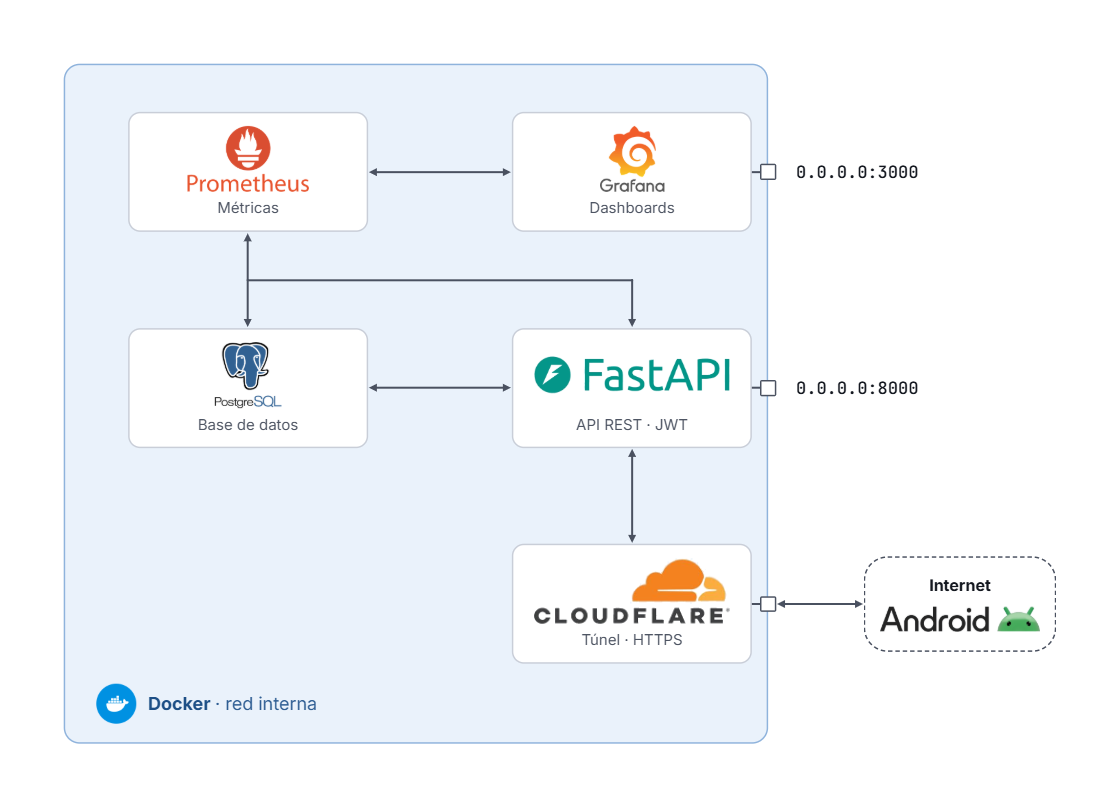 Prometheus
Métricas
Grafana
Dashboards
0.0.0.0:3000
PostgreSQL
Base de datos
FastAPI
API REST · JWT
0.0.0.0:8000
CLOUDFLARE
Túnel · HTTPS
Internet
Android
Docker · red interna